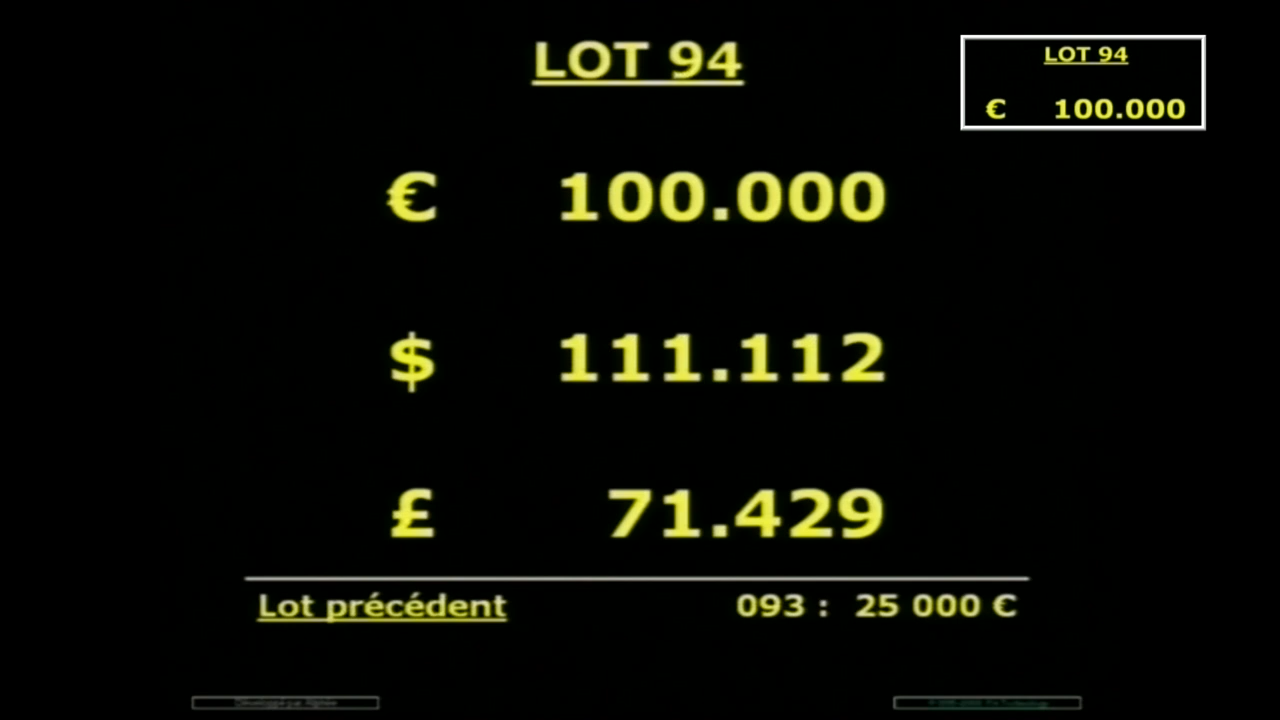 LOT 94
€ 100.000
$ 111.112
£ 71.429
Lot précédent 093 : 25 000 €
LOT 94
€ 100.000